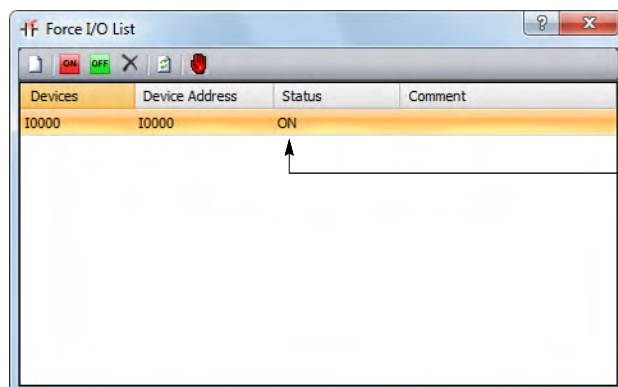 Force I/O List
ON OFF
Devices Device Address Status Comment
I0000 I0000 ON